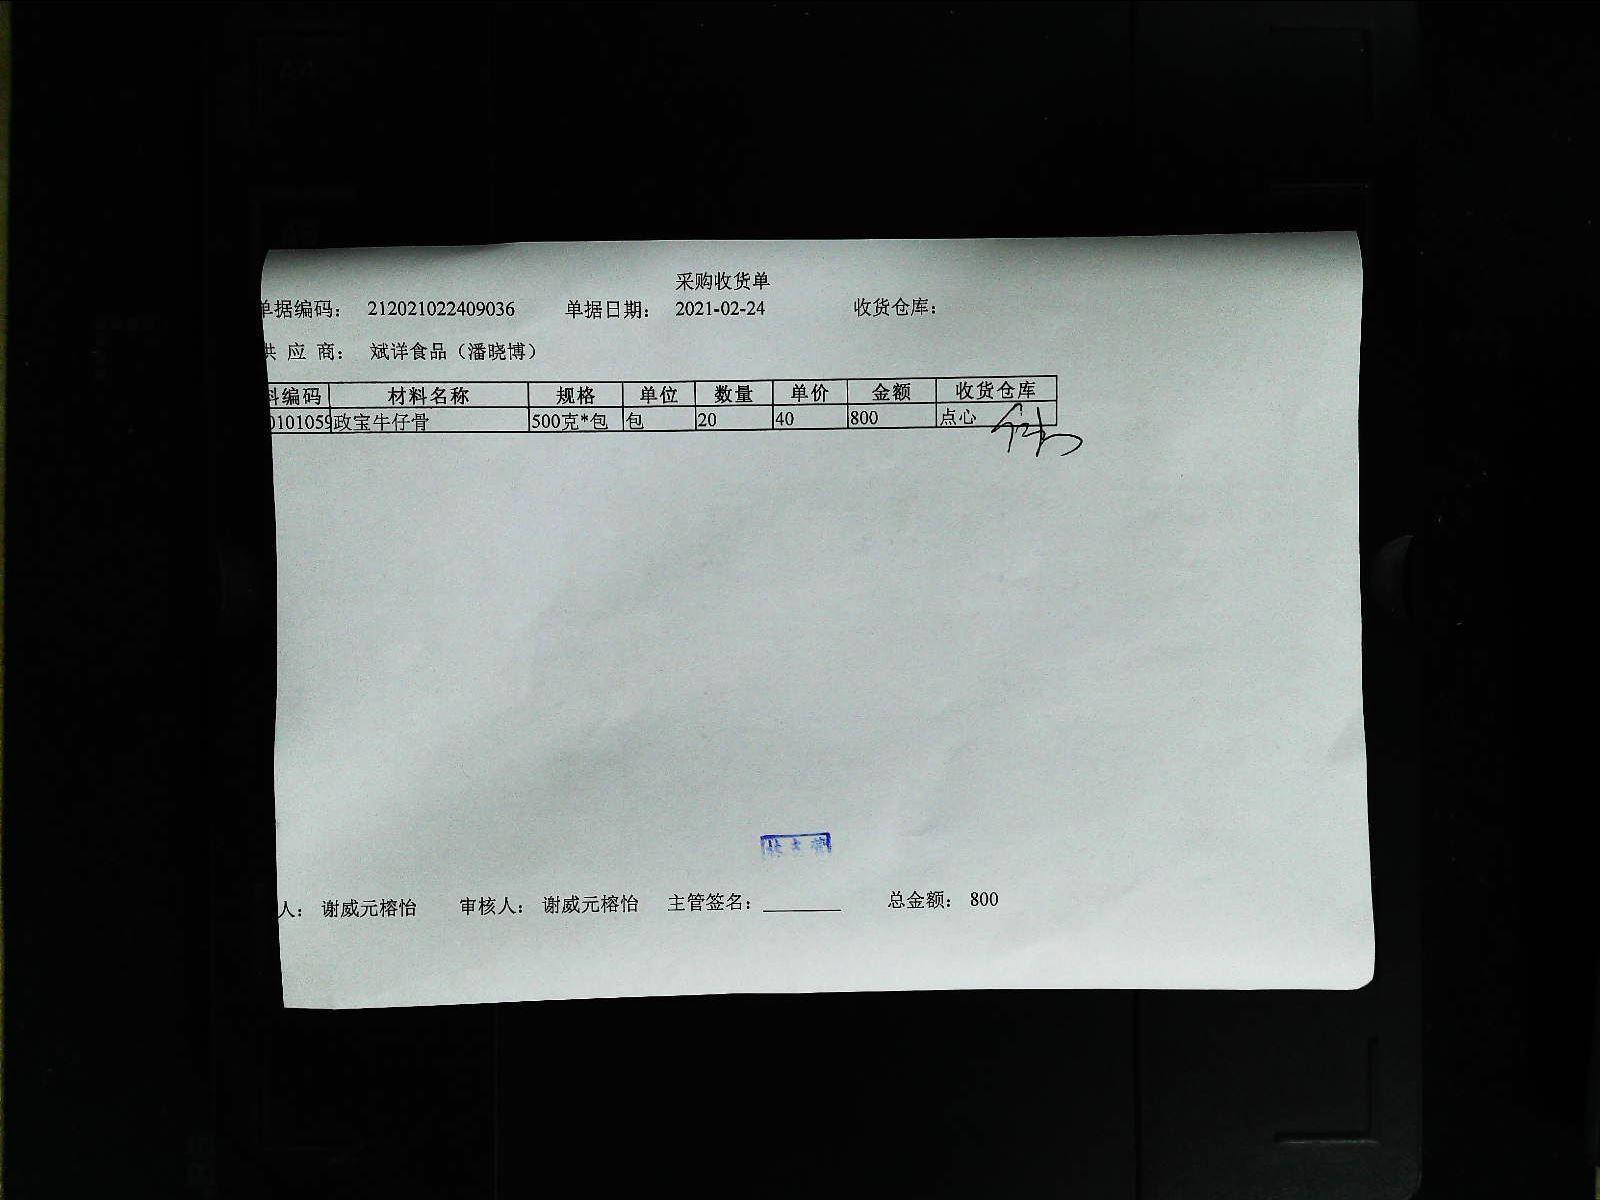 采购收货单
单据编码： 212021022409036 单据日期： 2021-02-24 收货仓库：
供 应 商： 斌洋食品（潘晓博）
料编码 材料名称 规格 单位 数量 单价 金额 收货仓库
0101059 政宝牛仔骨 500克*包 包 20 40 800 点心
人： 谢威元榕怡 审核人： 谢威元榕怡 主管签名：________ 总金额： 800